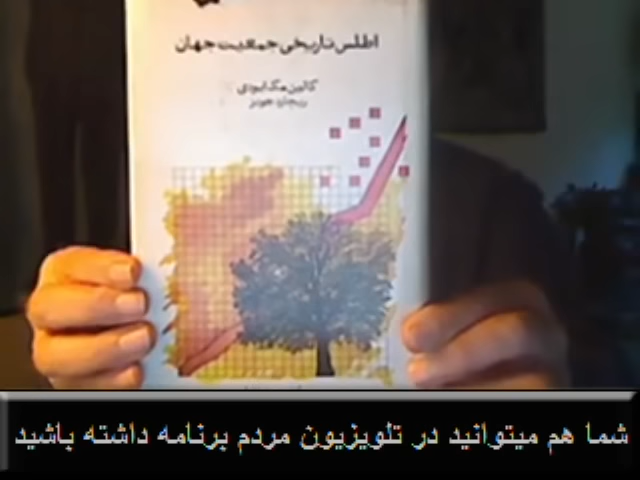 اطلس تاریخی جمعیت جهان
کالین مک ایودی
ریچارد جونز
شما هم میتوانید در تلویزیون مردم برنامه داشته باشید